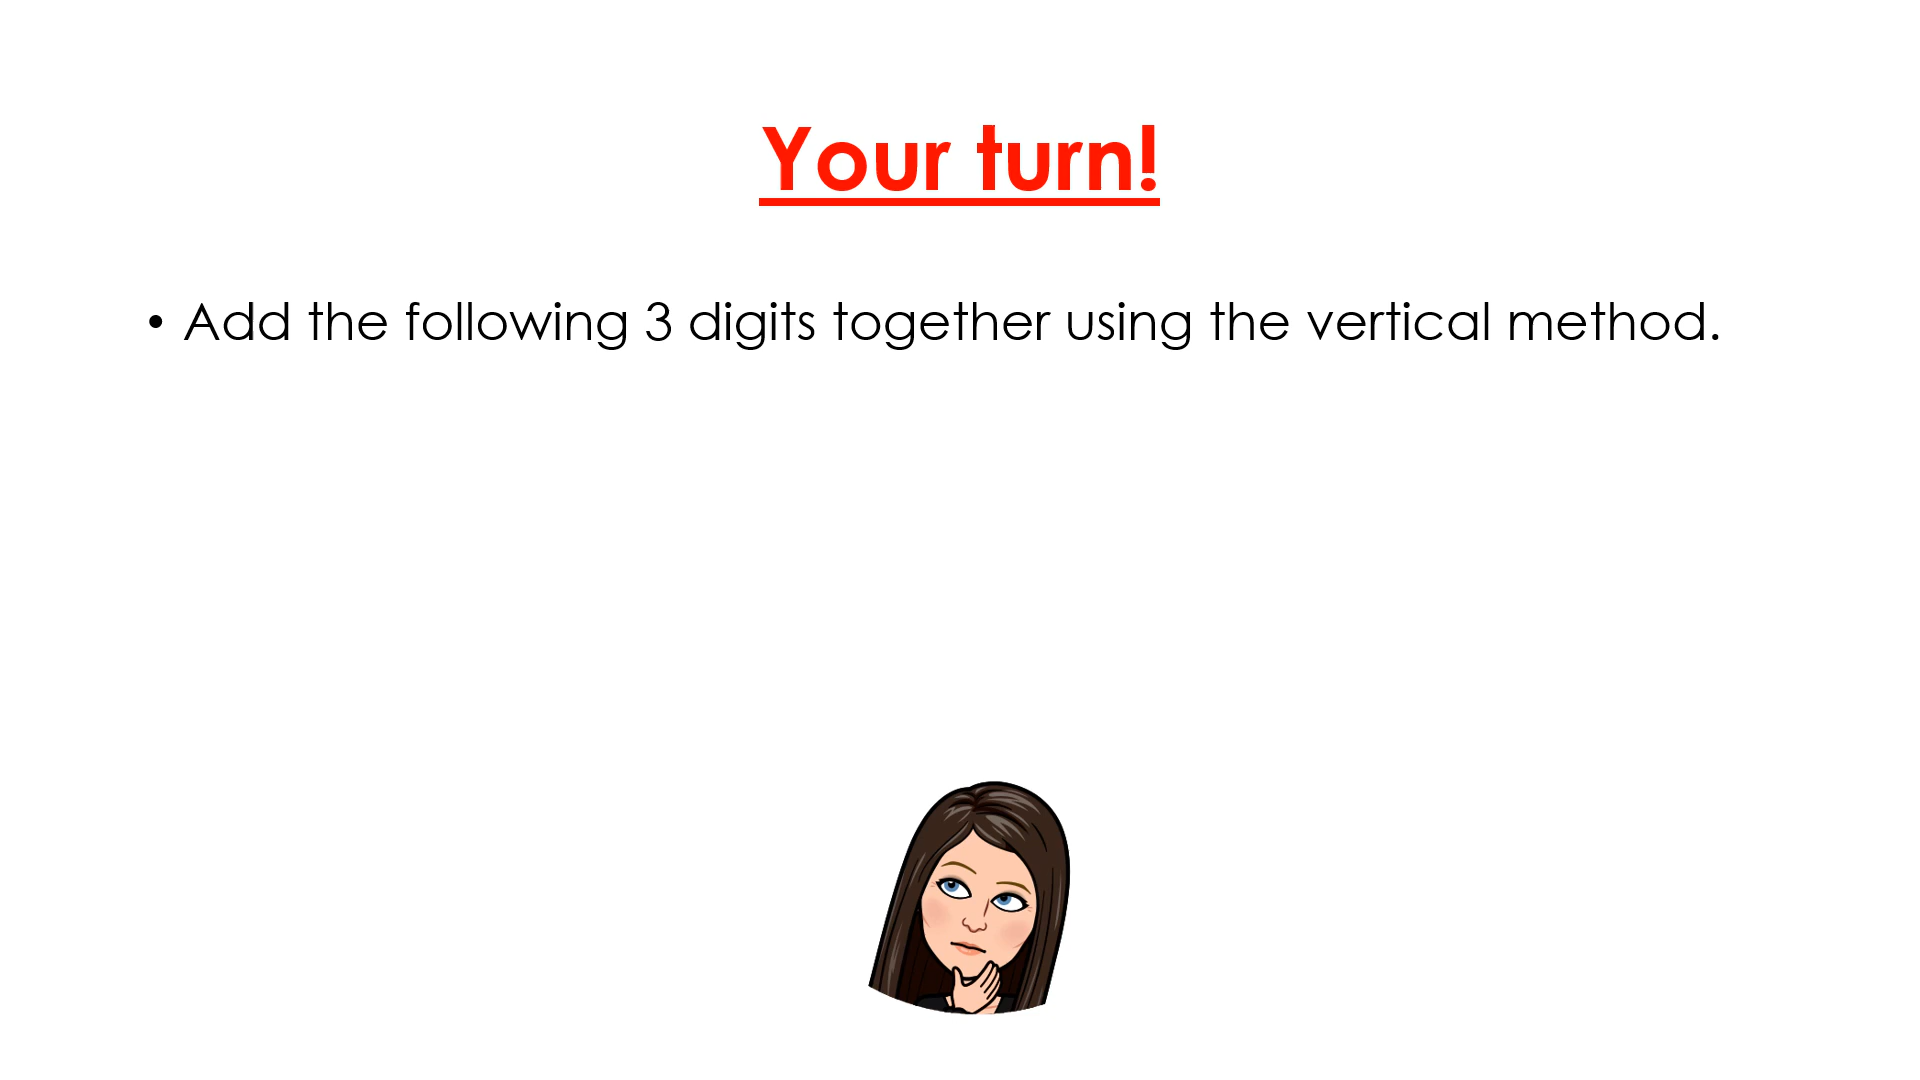 Your turn!
• Add the following 3 digits together using the vertical method.